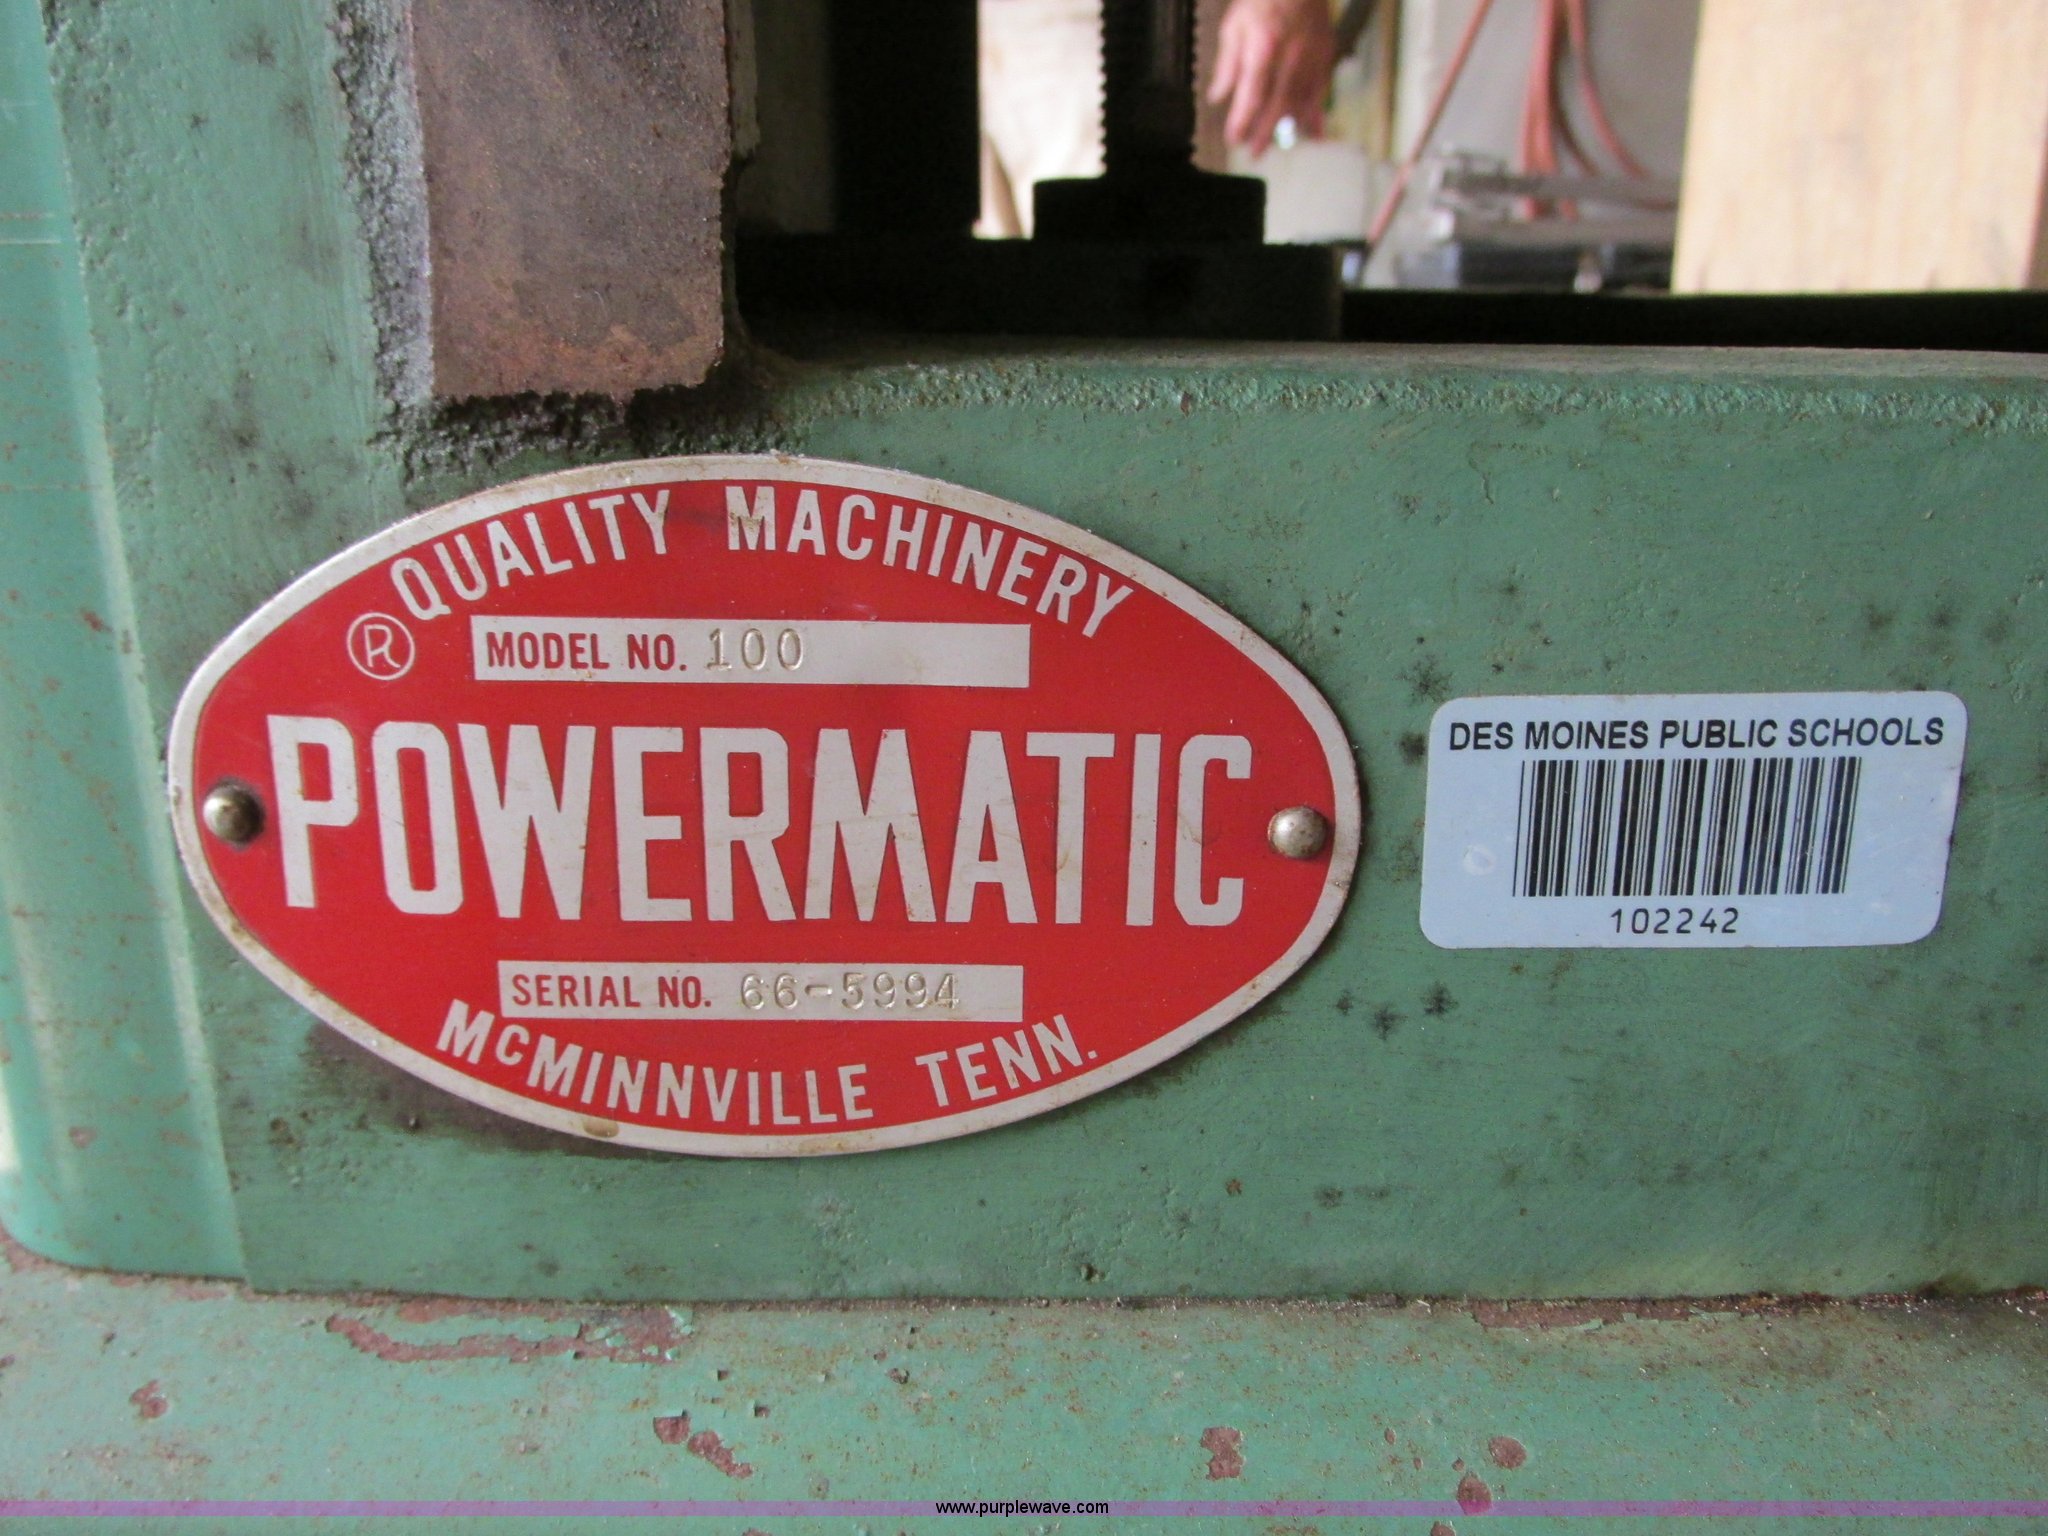 QUALITY MACHINERY
®
MODEL NO. 100
POWERMATIC
SERIAL NO. 66-5994
McMINNVILLE TENN.
DES MOINES PUBLIC SCHOOLS
102242
www.purplewave.com